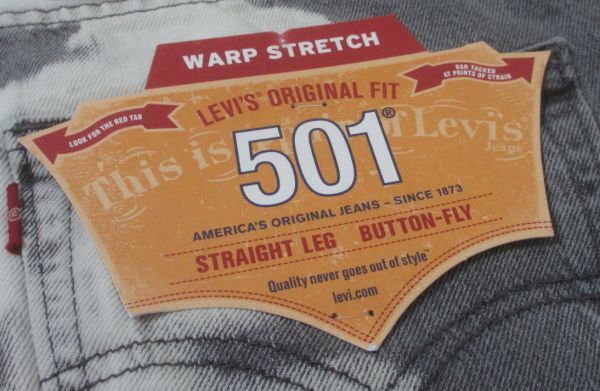 WARP STRETCH
LEVI'S® ORIGINAL FIT
LOOK FOR THE RED TAB
BAR TACKED
AT POINTS OF STRAIN
This is a pair of Levi's®
Jeans
501®
AMERICA'S ORIGINAL JEANS – SINCE 1873
STRAIGHT LEG BUTTON-FLY
Quality never goes out of style™
levi.com
®